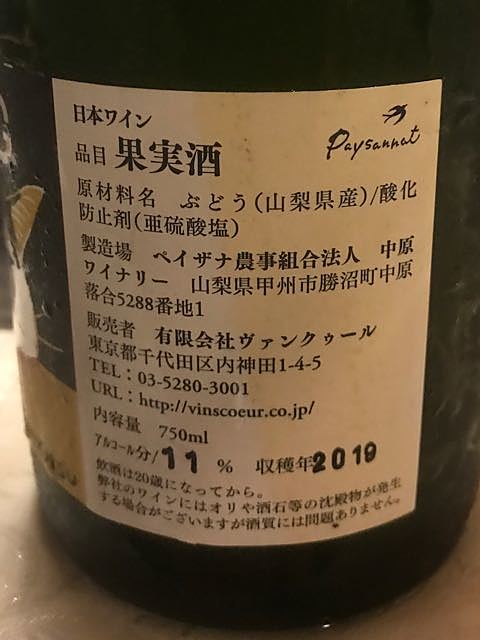 日本ワイン
Paysannat
品目 果実酒
原材料名 ぶどう(山梨県産)/酸化
防止剤(亜硫酸塩)
製造場 ペイザナ農事組合法人 中原
ワイナリー 山梨県甲州市勝沼町中原
落合5288番地1
販売者 有限会社ヴァンクゥール
東京都千代田区内神田1-4-5
TEL:03-5280-3001
URL:http://vinscoeur.co.jp/
内容量 750ml
アルコール分/11 % 収穫年2019
飲酒は20歳になってから。
弊社のワインにはオリや酒石等の沈殿物が発生
する場合がございますが酒質には問題ありません。